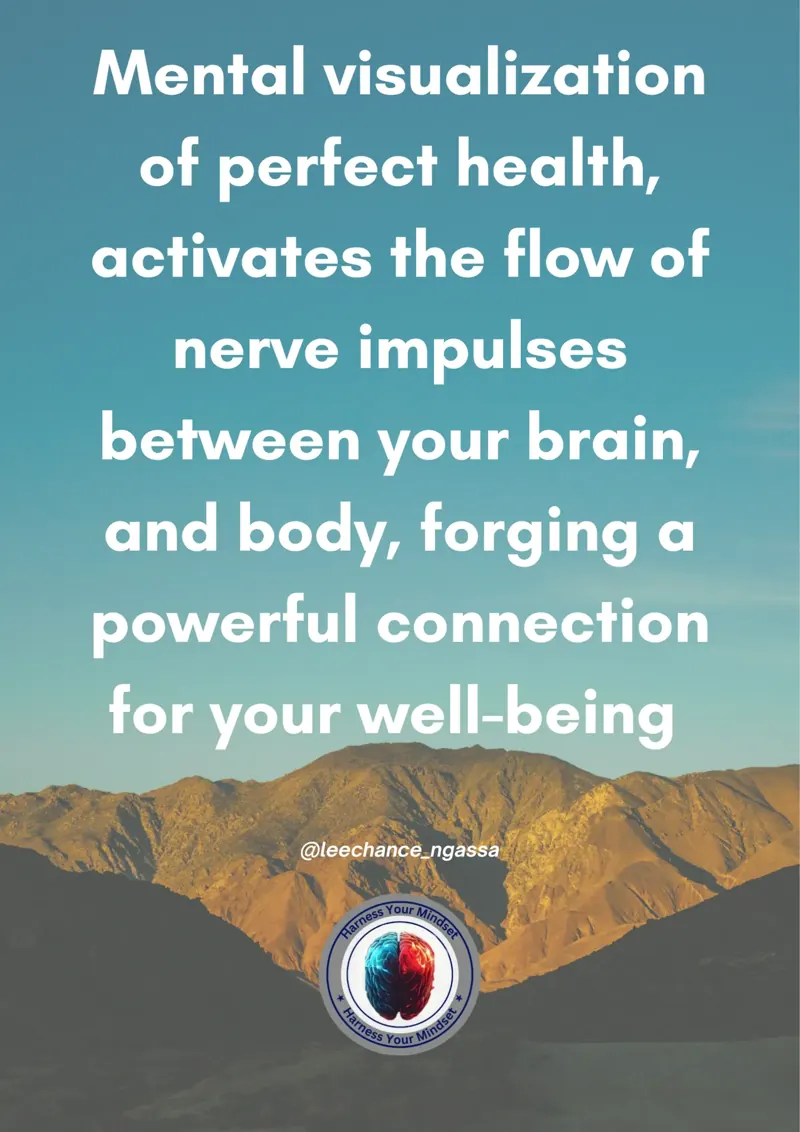 Mental visualization
of perfect health,
activates the flow of
nerve impulses
between your brain,
and body, forging a
powerful connection
for your well-being
@leechance_ngassa
Harness Your Mindset
Harness Your Mindset